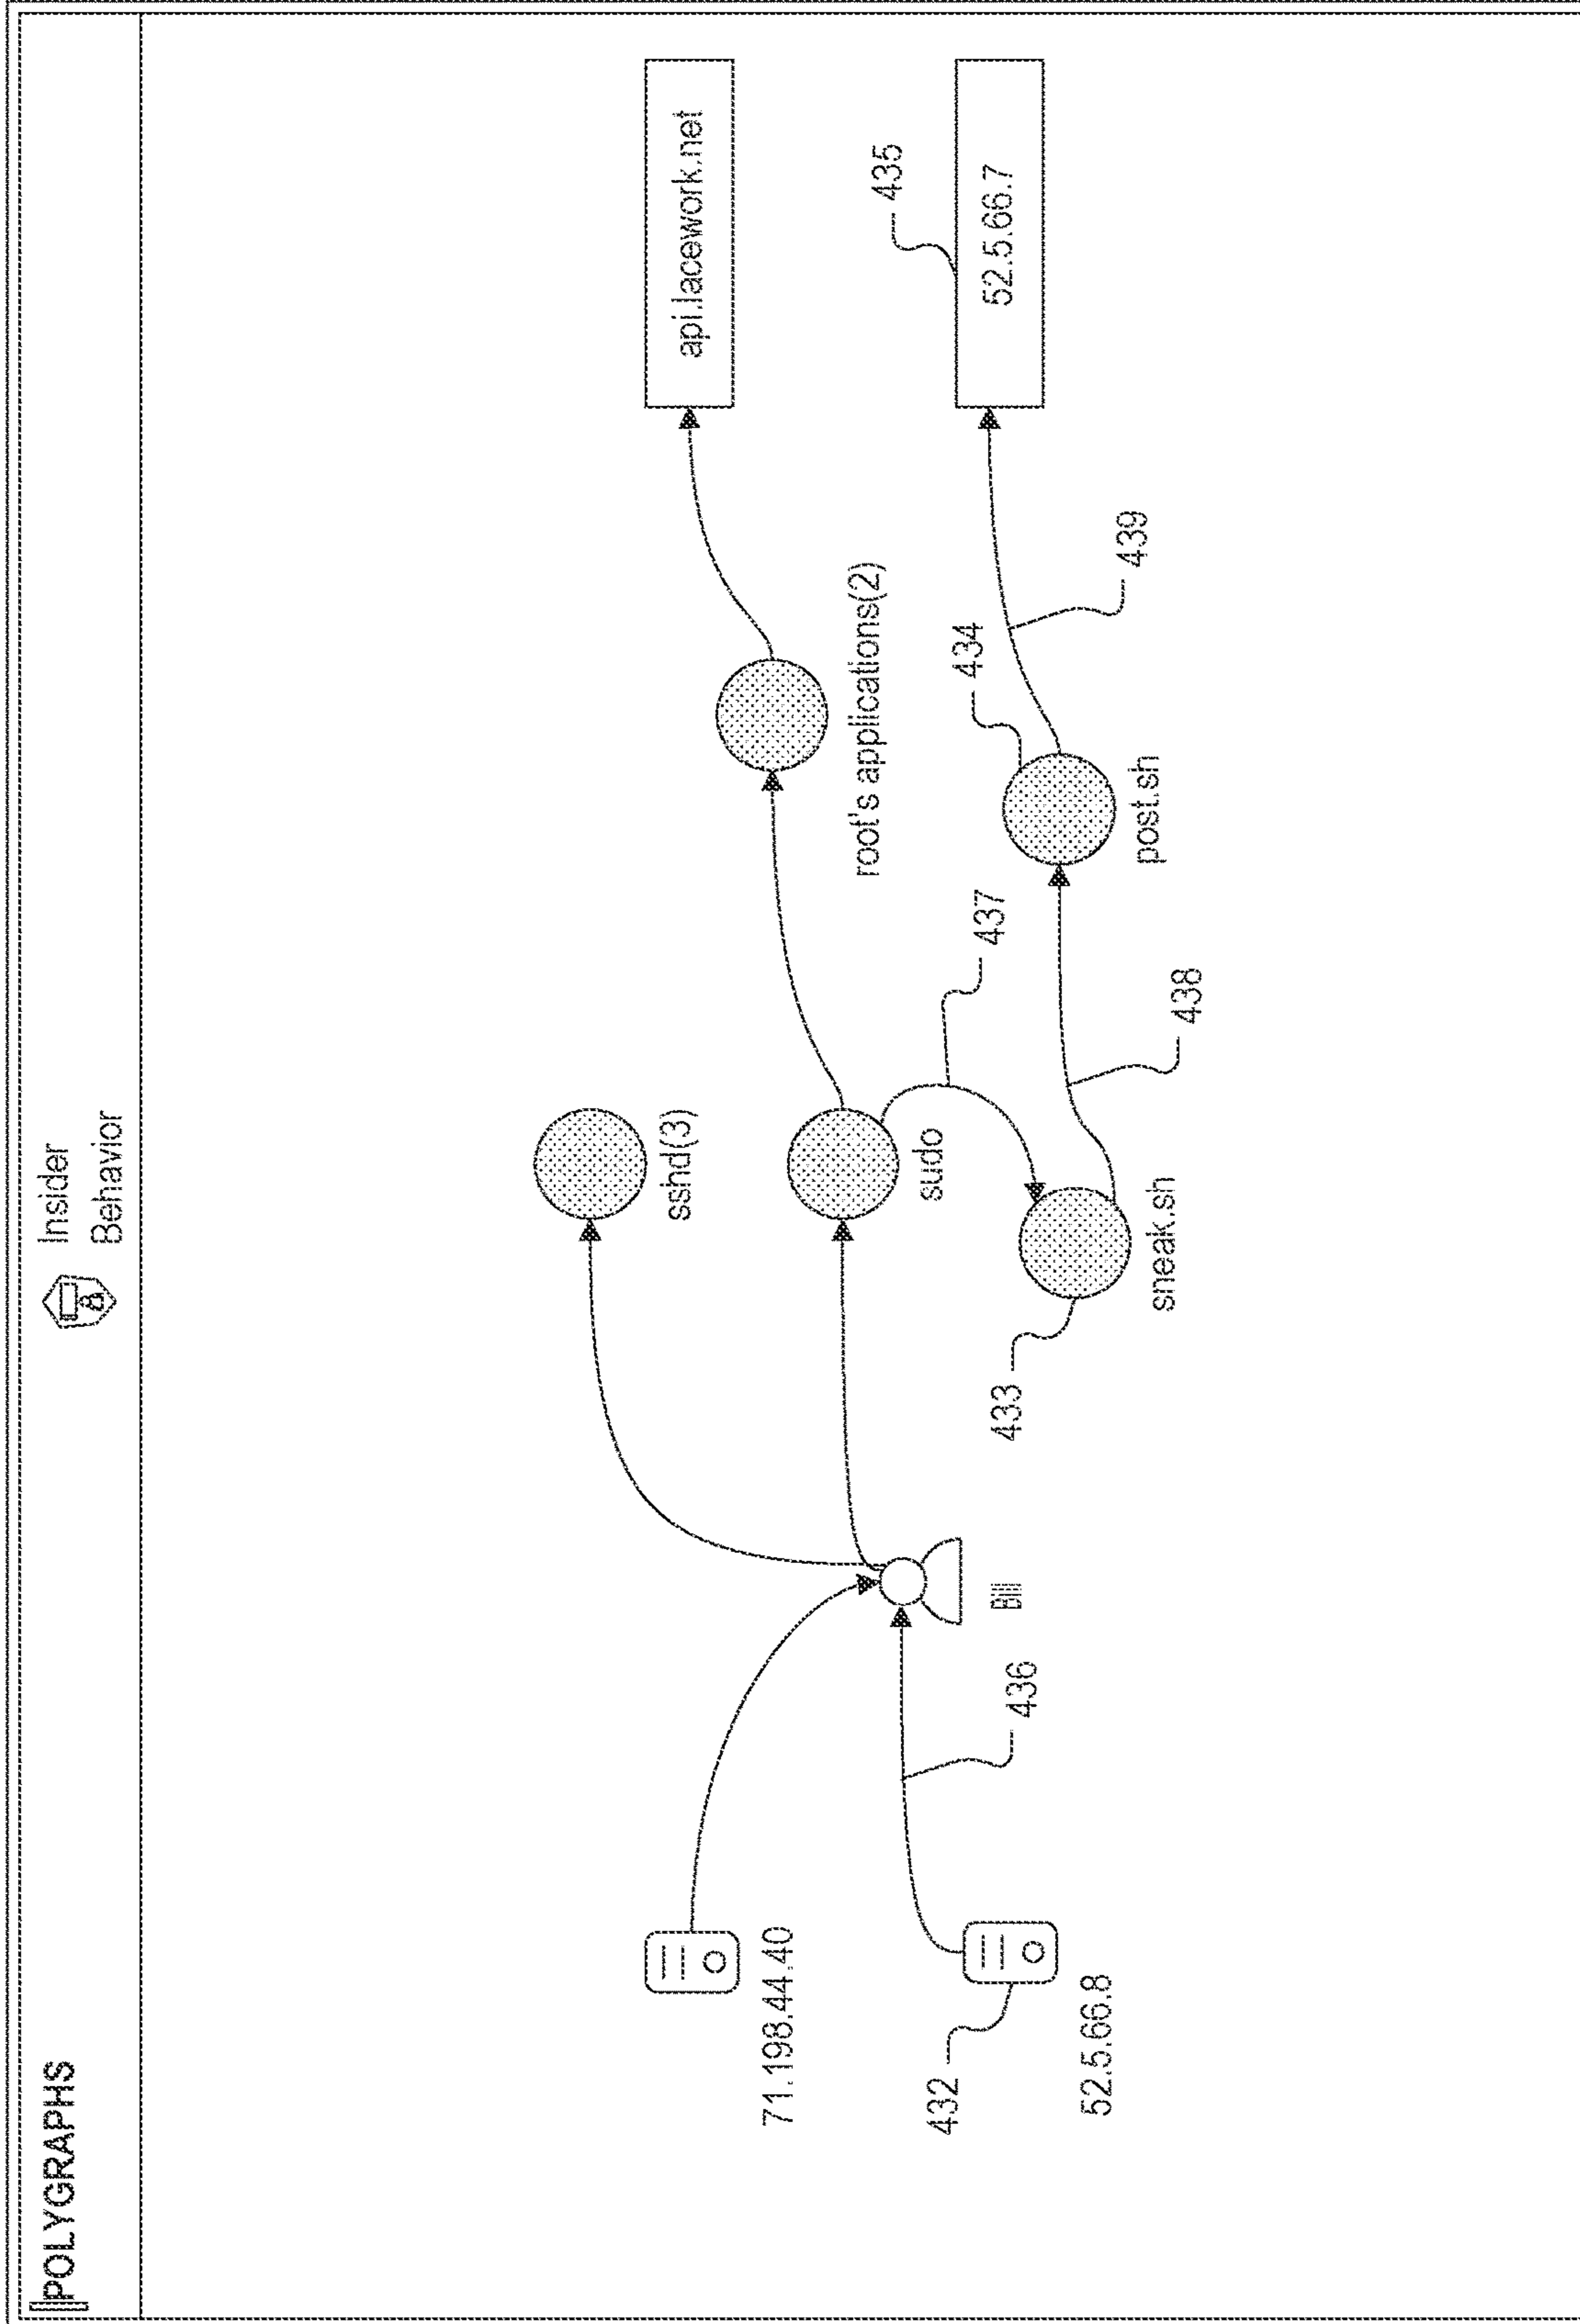 POLYGRAPHS
Insider
Behavior
sshd(3)
api.lacework.net
71.198.44.40
root's applications(2)
435
sudo
52.5.66.7
432
437
434
433
Bill
436
439
52.5.66.8
sneak.sh
post.sh
438